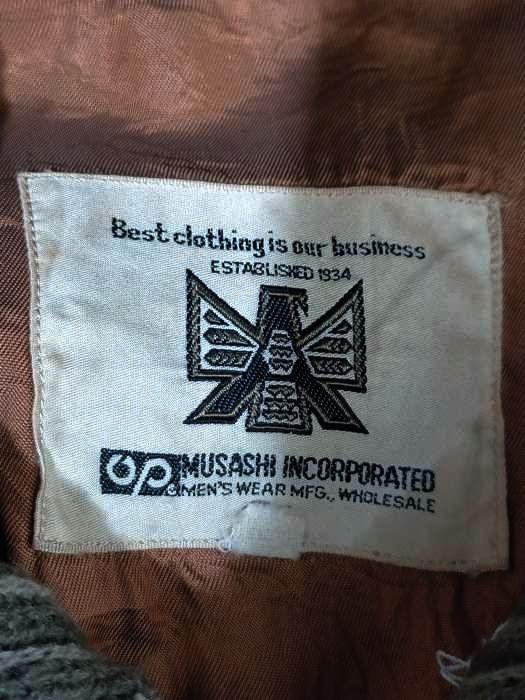 Best clothing is our business
ESTABLISHED 1934
MUSASHI INCORPORATED
MEN'S WEAR MFG., WHOLESALE